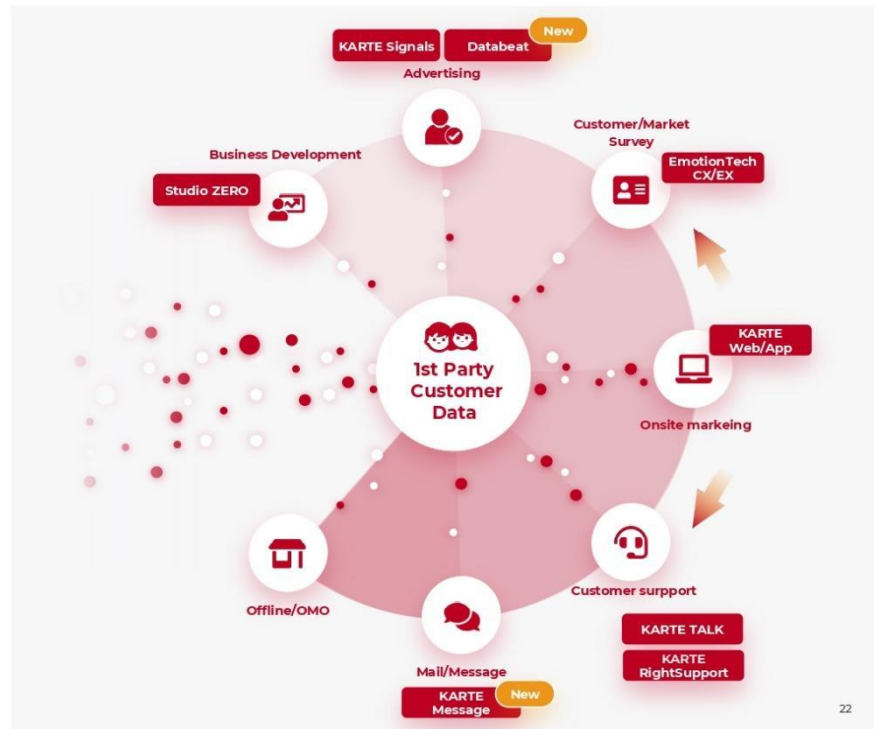 New
KARTE Signals
Databeat
Advertising
Customer/Market
Survey
EmotionTech
CX/EX
Business Development
Studio ZERO
KARTE
Web/App
1st Party
Customer
Data
Onsite markeing
Customer surpport
Offline/OMO
KARTE TALK
KARTE
RightSupport
Mail/Message
KARTE
Message
New
22